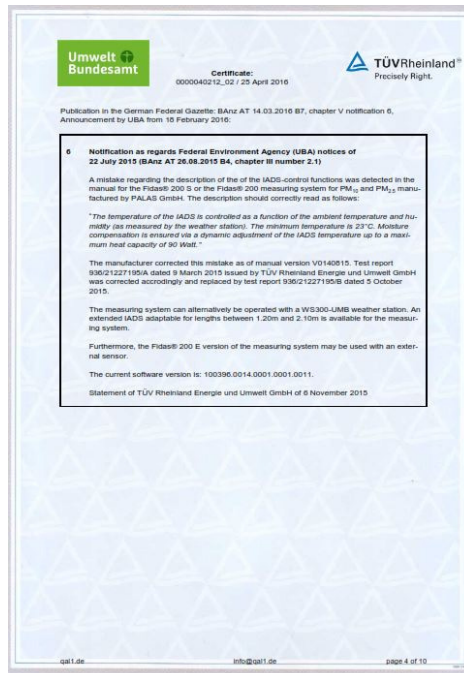 Umwelt
Bundesamt
Certificate:
0000040212_02 / 25 April 2016
TÜVRheinland®
Precisely Right.
Publication in the German Federal Gazette: BAnz AT 14.03.2016 B7, chapter V notification 6,
Announcement by UBA from 18 February 2016:
6 Notification as regards Federal Environment Agency (UBA) notices of
22 July 2015 (BAnz AT 26.08.2015 B4, chapter III number 2.1)
A mistake regarding the description of the of the IADS-control functions was detected in the
manual for the Fidas® 200 S or the Fidas® 200 measuring system for PM10 and PM2.5 manu-
factured by PALAS GmbH. The description should correctly read as follows:
"The temperature of the IADS is controlled as a function of the ambient temperature and hu-
midity (as measured by the weather station). The minimum temperature is 23°C. Moisture
compensation is ensured via a dynamic adjustment of the IADS temperature up to a maxi-
mum heat capacity of 90 Watt."
The manufacturer corrected this mistake as of manual version V0140815. Test report
936/21227195/A dated 9 March 2015 issued by TÜV Rheinland Energie und Umwelt GmbH
was corrected accordingly and replaced by test report 936/21227195/B dated 5 October
2015.
The measuring system can alternatively be operated with a WS300-UMB weather station. An
extended IADS adaptable for lengths between 1.20m and 2.10m is available for the measur-
ing system.
Furthermore, the Fidas® 200 E version of the measuring system may be used with an exter-
nal sensor.
The current software version is: 100396.0014.0001.0001.0011.
Statement of TÜV Rheinland Energie und Umwelt GmbH of 6 November 2015
qal1.de
info@qal1.de
page 4 of 10